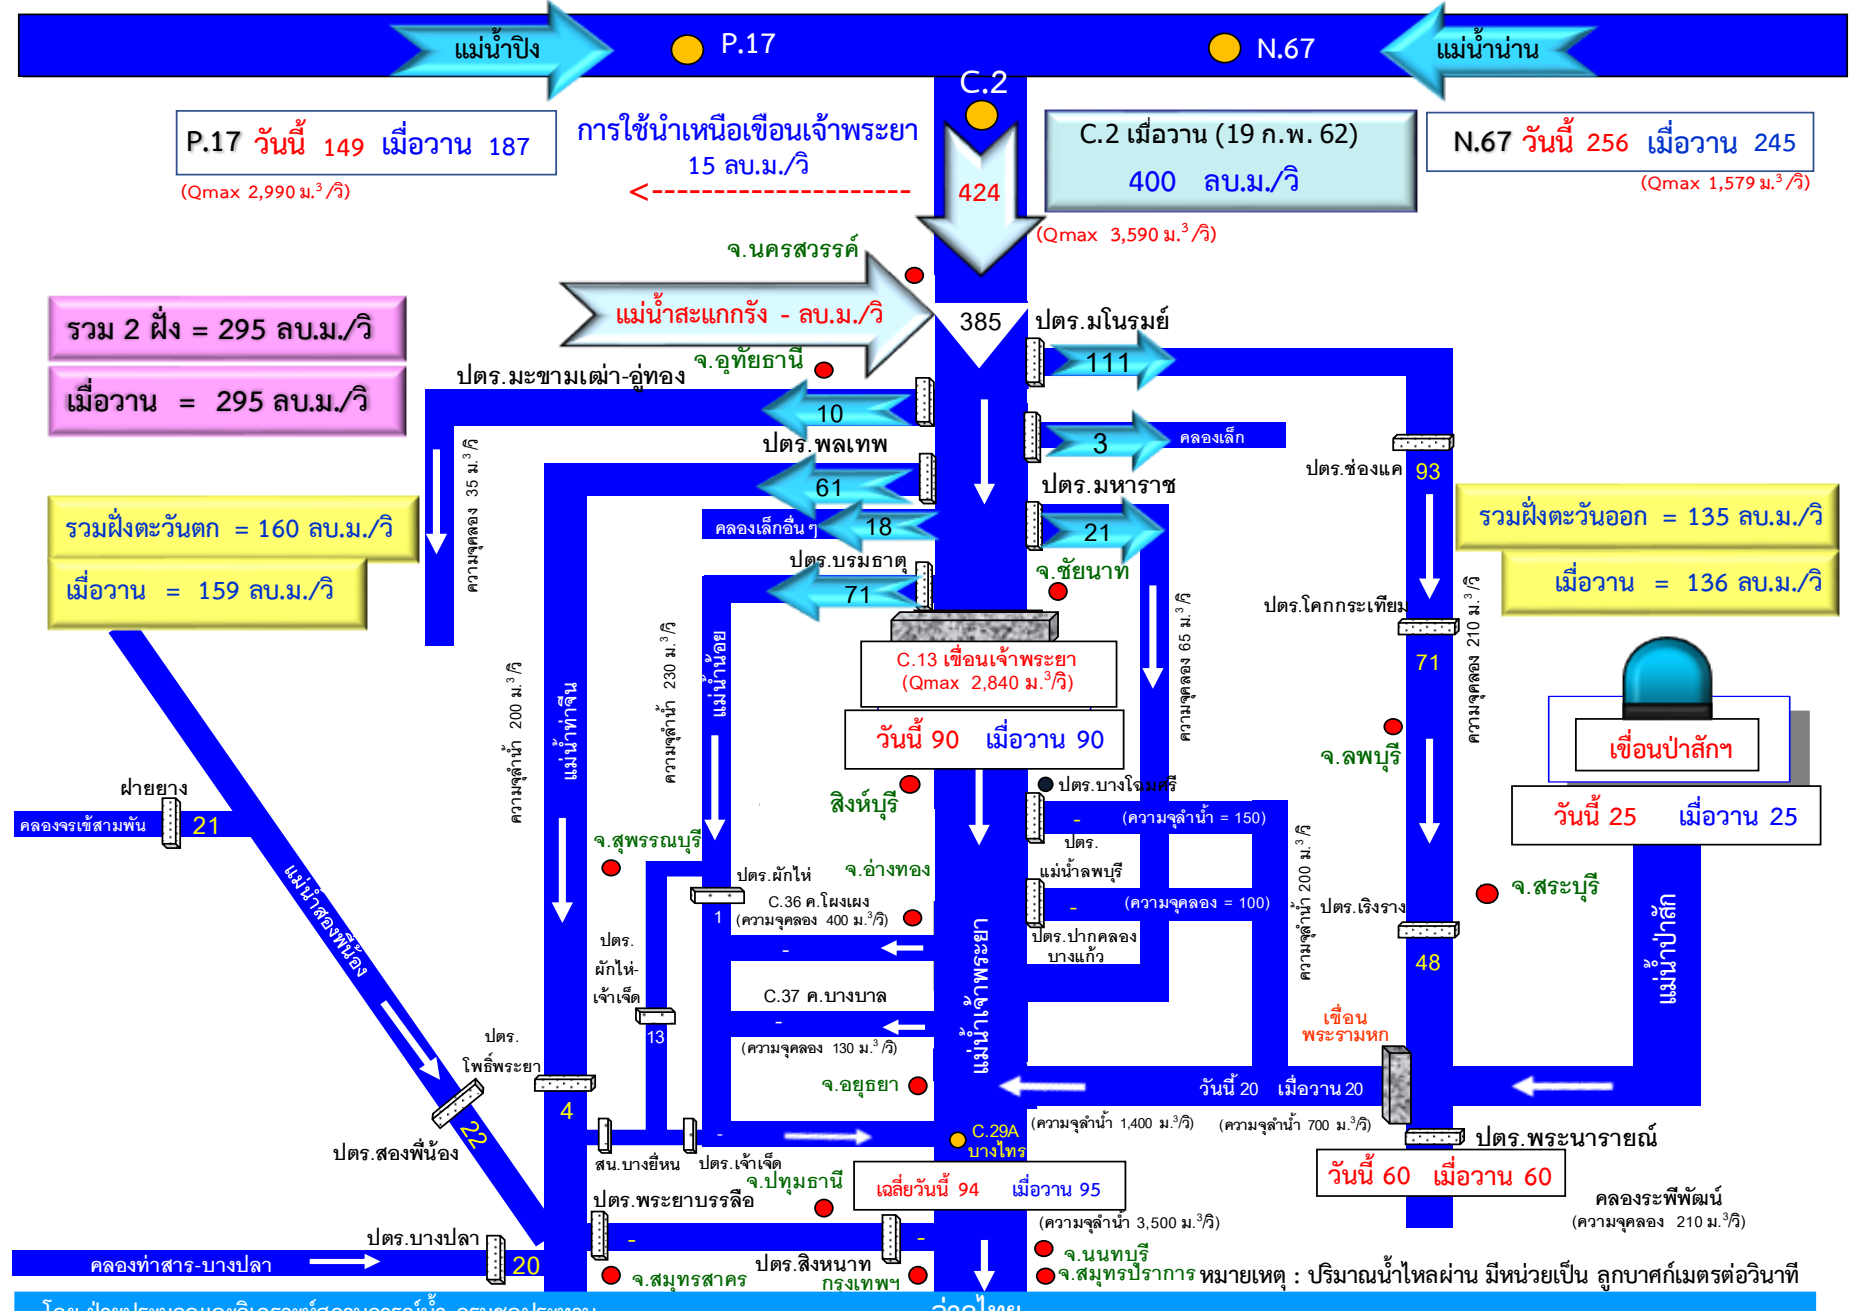 แม่น้ำปิง
P.17
N.67
แม่น้ำน่าน
C.2
P.17 วันนี้ 149 เมื่อวาน 187
(Qmax 2,990 ม.³/วิ)
การใช้น้ำเหนือเขื่อนเจ้าพระยา
15 ลบ.ม./วิ
424
C.2 เมื่อวาน (19 ก.พ. 62)
400 ลบ.ม./วิ
(Qmax 3,590 ม.³/วิ)
N.67 วันนี้ 256 เมื่อวาน 245
(Qmax 1,579 ม.³/วิ)
จ.นครสวรรค์
แม่น้ำสะแกกรัง - ลบ.ม./วิ
385
ปตร.มโนรมย์
111
รวม 2 ฝั่ง = 295 ลบ.ม./วิ
เมื่อวาน = 295 ลบ.ม./วิ
จ.อุทัยธานี
ปตร.มะขามเฒ่า-อู่ทอง
10
3
คลองเล็ก
ปตร.พลเทพ
61
ปตร.มหาราช
21
คลองเล็กอื่นๆ
18
ปตร.บรมธาตุ
71
จ.ชัยนาท
ปตร.ช่องแค
93
ความจุคลอง 35 ม.³/วิ
รวมฝั่งตะวันตก = 160 ลบ.ม./วิ
เมื่อวาน = 159 ลบ.ม./วิ
รวมฝั่งตะวันออก = 135 ลบ.ม./วิ
เมื่อวาน = 136 ลบ.ม./วิ
ปตร.โคกกระเทียม
71
ความจุคลอง 210 ม.³/วิ
ความจุคลอง 65 ม.³/วิ
C.13 เขื่อนเจ้าพระยา
(Qmax 2,840 ม.³/วิ)
วันนี้ 90 เมื่อวาน 90
ความจุลำน้ำ 200 ม.³/วิ
แม่น้ำท่าจีน
ความจุลำน้ำ 230 ม.³/วิ
แม่น้ำน้อย
จ.ลพบุรี
เขื่อนป่าสักฯ
วันนี้ 25 เมื่อวาน 25
ฝายยาง
คลองจรเข้สามพัน
21
แม่น้ำสองพี่น้อง
สิงห์บุรี
ปตร.บางโฉมศรี
-
(ความจุลำน้ำ = 150)
ปตร.
แม่น้ำลพบุรี
-
(ความจุคลอง = 100)
ปตร.ปากคลอง
บางแก้ว
ความจุลำน้ำ 200 ม.³/วิ
จ.สุพรรณบุรี
จ.อ่างทอง
ปตร.ผักไห่
1
C.36 ค.โผงเผง
(ความจุคลอง 400 ม.³/วิ)
-
ปตร.
ผักไห่-
เจ้าเจ็ด
13
C.37 ค.บางบาล
-
(ความจุคลอง 130 ม.³/วิ)
แม่น้ำเจ้าพระยา
ปตร.เริงราง
48
จ.สระบุรี
แม่น้ำป่าสัก
เขื่อน
พระรามหก
วันนี้ 20 เมื่อวาน 20
(ความจุลำน้ำ 1,400 ม.³/วิ)
(ความจุลำน้ำ 700 ม.³/วิ)
จ.อยุธยา
ปตร.
โพธิ์พระยา
4
22
ปตร.สองพี่น้อง
สน.บางยี่หน
ปตร.เจ้าเจ็ด
-
C.29A
บางไทร
ปตร.พระนารายณ์
วันนี้ 60 เมื่อวาน 60
คลองระพีพัฒน์
(ความจุคลอง 210 ม.³/วิ)
จ.ปทุมธานี
เฉลี่ยวันนี้ 94 เมื่อวาน 95
(ความจุลำน้ำ 3,500 ม.³/วิ)
ปตร.พระยาบรรลือ
-
-
ปตร.สิงหนาท
ปตร.บางปลา
คลองท่าสาร-บางปลา
20
จ.สมุทรสาคร
กรุงเทพฯ
จ.นนทบุรี
จ.สมุทรปราการ
หมายเหตุ : ปริมาณน้ำไหลผ่าน มีหน่วยเป็น ลูกบาศก์เมตรต่อวินาที
อ่าวไทย